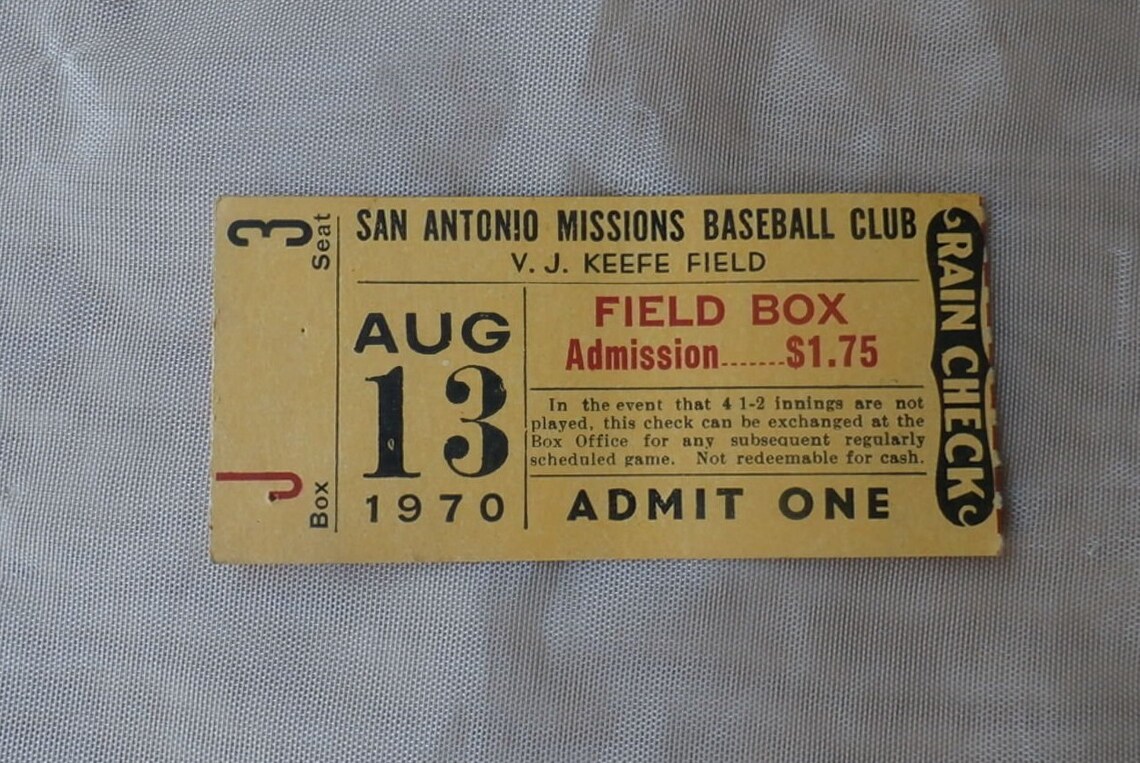 3
Seat
J
Box
SAN ANTONIO MISSIONS BASEBALL CLUB
V. J. KEEFE FIELD
AUG
13
1970
FIELD BOX
Admission.......$1.75
In the event that 4 1-2 innings are not
played, this check can be exchanged at the
Box Office for any subsequent regularly
scheduled game. Not redeemable for cash.
ADMIT ONE
RAIN CHECK